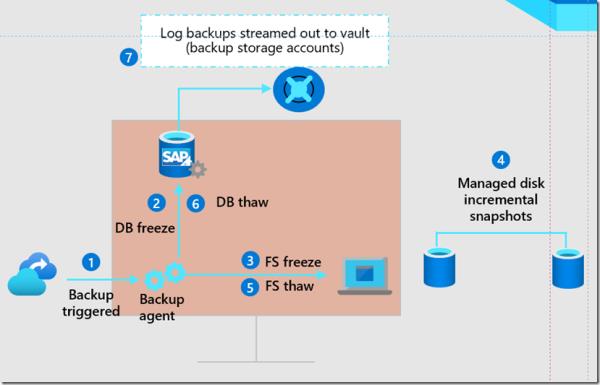 Log backups streamed out to vault
(backup storage accounts)
7
SAP
4
Managed disk
incremental
snapshots
2
6
DB thaw
DB freeze
1
3
FS freeze
5
FS thaw
Backup
triggered
Backup
agent